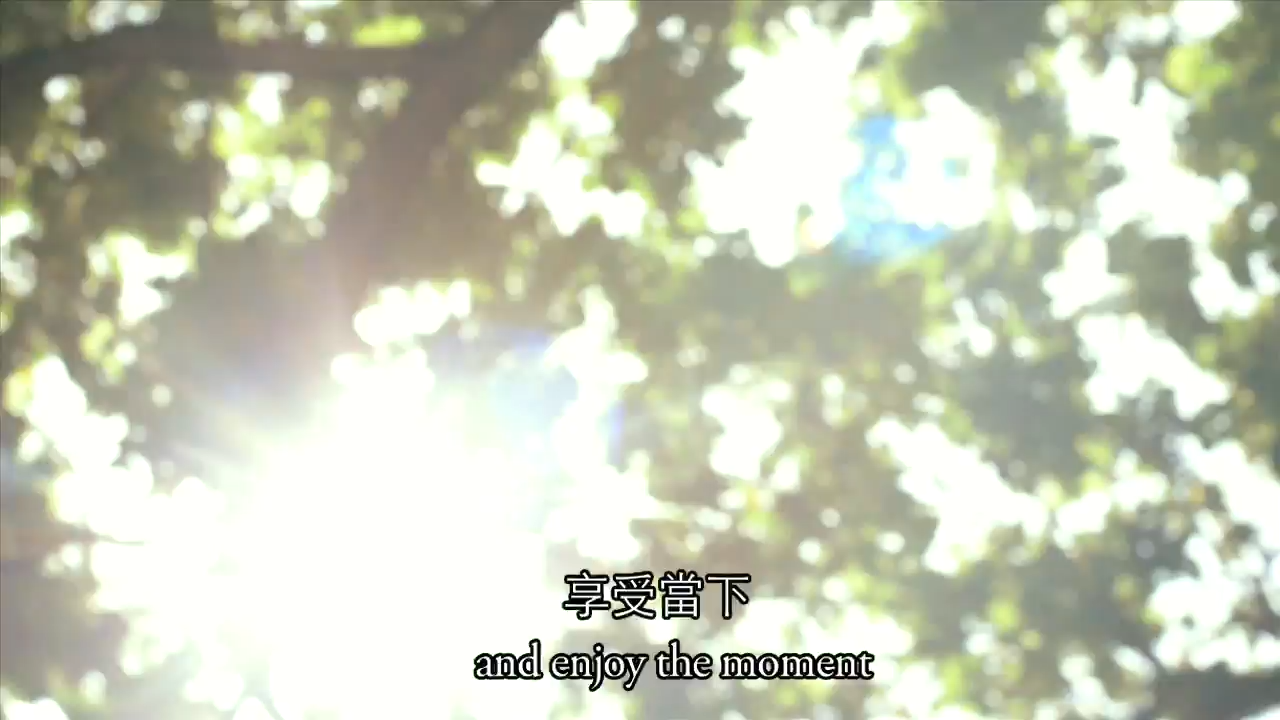 享受當下
and enjoy the moment